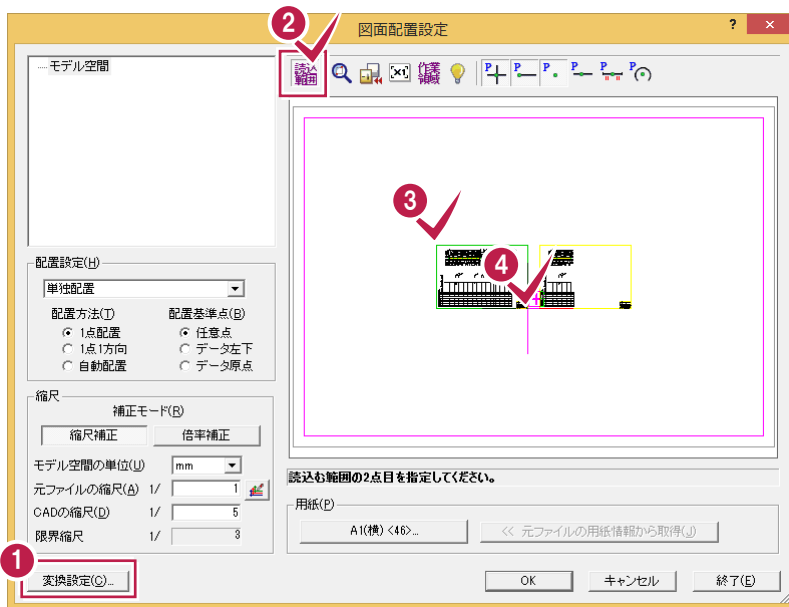 図面配置設定
?
×
2
モデル空間
読込
範囲
X1
作業
領域
P
P
P
P
P
P
3
4
配置設定(H)
単独配置
配置方法(T)
配置基準点(B)
1点配置
任意点
1点1方向
データ左下
自動配置
データ原点
縮尺
補正モード(R)
縮尺補正
倍率補正
モデル空間の単位(U)
mm
元ファイルの縮尺(A) 1/ 1
CADの縮尺(D) 1/ 5
限界縮尺 1/ 3
読込む範囲の2点目を指定してください。
用紙(P)
A1(横) <46>...
<< 元ファイルの用紙情報から取得(J)
1
変換設定(C)...
OK
キャンセル
終了(E)